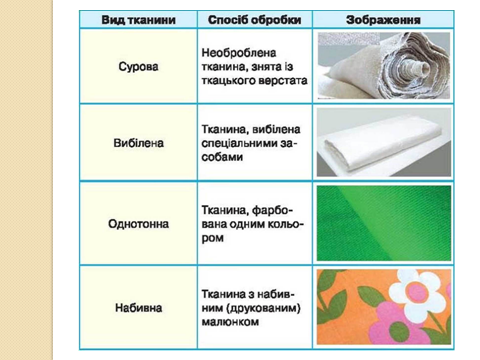 Вид тканини Спосіб обробки Зображення
Сурова
Необроблена
тканина, знята із
ткацького верстата
Вибілена
Тканина, вибілена
спеціальними за-
собами
Однотонна
Тканина, фарбо-
вана одним кольо-
ром
Набивна
Тканина з набив-
ним (друкованим)
малюнком